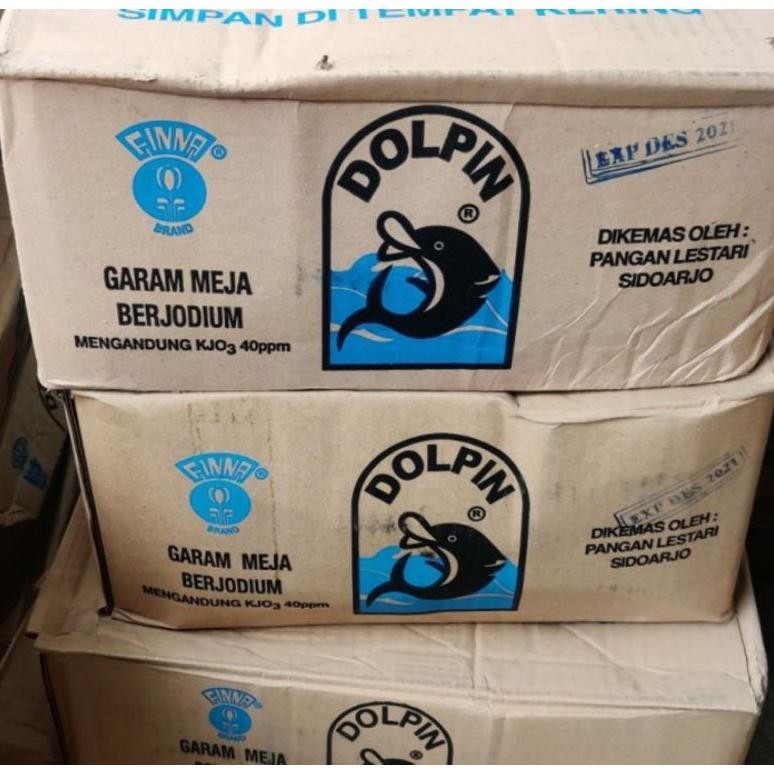 SIMPAN DI TEMPAT KERING
FINNA ®
BRAND
GARAM MEJA
BERJODIUM
MENGANDUNG KJO3 40ppm
DOLPIN
®
EXP DES 2021
DIKEMAS OLEH :
PANGAN LESTARI
SIDOARJO
FINNA ®
BRAND
GARAM MEJA
BERJODIUM
MENGANDUNG KJO3 40ppm
DOLPIN
®
EXP DES 2021
DIKEMAS OLEH :
PANGAN LESTARI
SIDOARJO
FINNA
BRAND
GARAM MEJA
DOLPIN
®